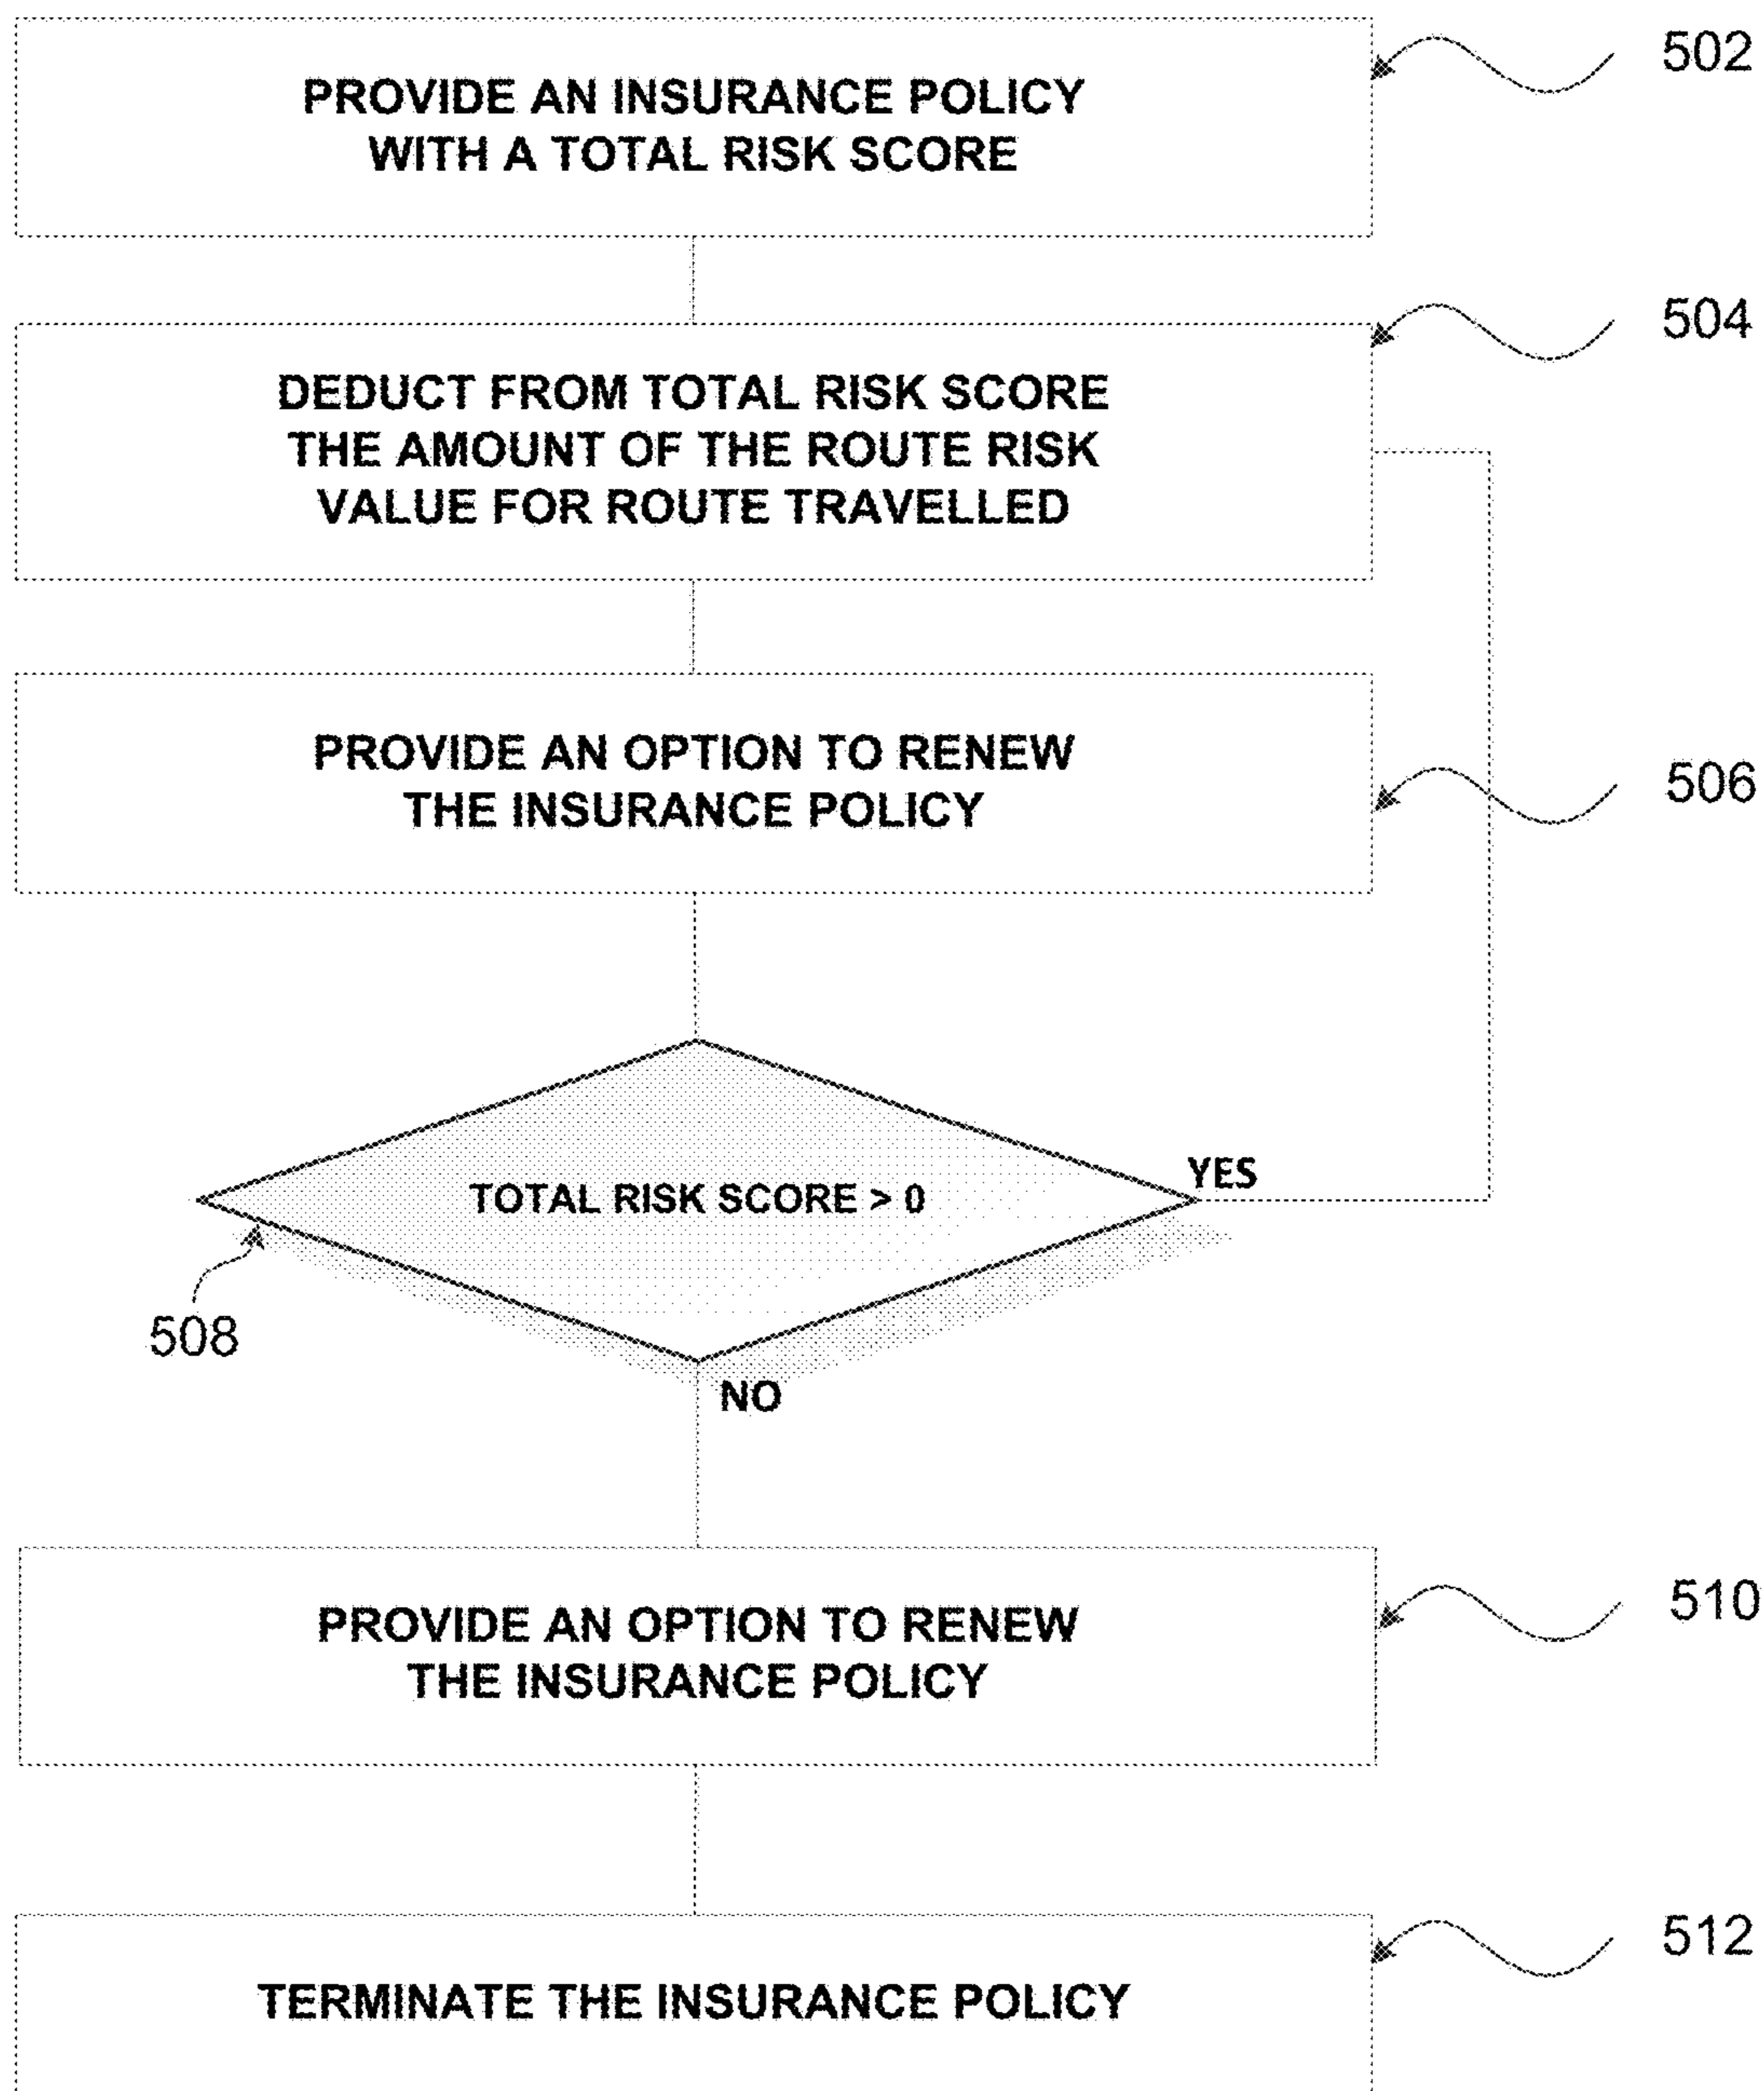 PROVIDE AN INSURANCE POLICY
WITH A TOTAL RISK SCORE
502
DEDUCT FROM TOTAL RISK SCORE
THE AMOUNT OF THE ROUTE RISK
VALUE FOR ROUTE TRAVELLED
504
PROVIDE AN OPTION TO RENEW
THE INSURANCE POLICY
506
TOTAL RISK SCORE > 0
YES
508
NO
PROVIDE AN OPTION TO RENEW
THE INSURANCE POLICY
510
TERMINATE THE INSURANCE POLICY
512